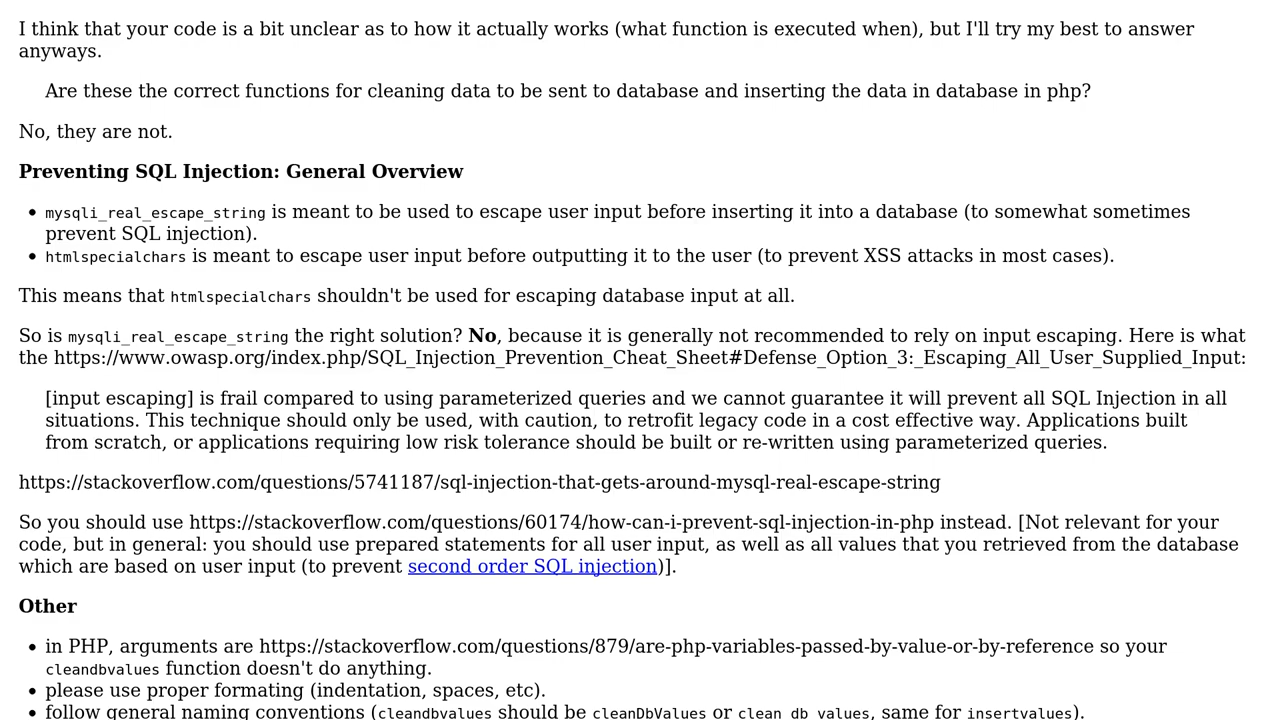 I think that your code is a bit unclear as to how it actually works (what function is executed when), but I'll try my best to answer
anyways.
Are these the correct functions for cleaning data to be sent to database and inserting the data in database in php?
No, they are not.
Preventing SQL Injection: General Overview
• mysqli_real_escape_string is meant to be used to escape user input before inserting it into a database (to somewhat sometimes
prevent SQL injection).
• htmlspecialchars is meant to escape user input before outputting it to the user (to prevent XSS attacks in most cases).
This means that htmlspecialchars shouldn't be used for escaping database input at all.
So is mysqli_real_escape_string the right solution? No, because it is generally not recommended to rely on input escaping. Here is what
the https://www.owasp.org/index.php/SQL_Injection_Prevention_Cheat_Sheet#Defense_Option_3:_Escaping_All_User_Supplied_Input:
[input escaping] is frail compared to using parameterized queries and we cannot guarantee it will prevent all SQL Injection in all
situations. This technique should only be used, with caution, to retrofit legacy code in a cost effective way. Applications built
from scratch, or applications requiring low risk tolerance should be built or re-written using parameterized queries.
https://stackoverflow.com/questions/5741187/sql-injection-that-gets-around-mysql-real-escape-string
So you should use https://stackoverflow.com/questions/60174/how-can-i-prevent-sql-injection-in-php instead. [Not relevant for your
code, but in general: you should use prepared statements for all user input, as well as all values that you retrieved from the database
which are based on user input (to prevent second order SQL injection)].
Other
• in PHP, arguments are https://stackoverflow.com/questions/879/are-php-variables-passed-by-value-or-by-reference so your
cleandbvalues function doesn't do anything.
• please use proper formating (indentation, spaces, etc).
• follow general naming conventions (cleandbvalues should be cleanDbValues or clean_db_values, same for insertvalues).